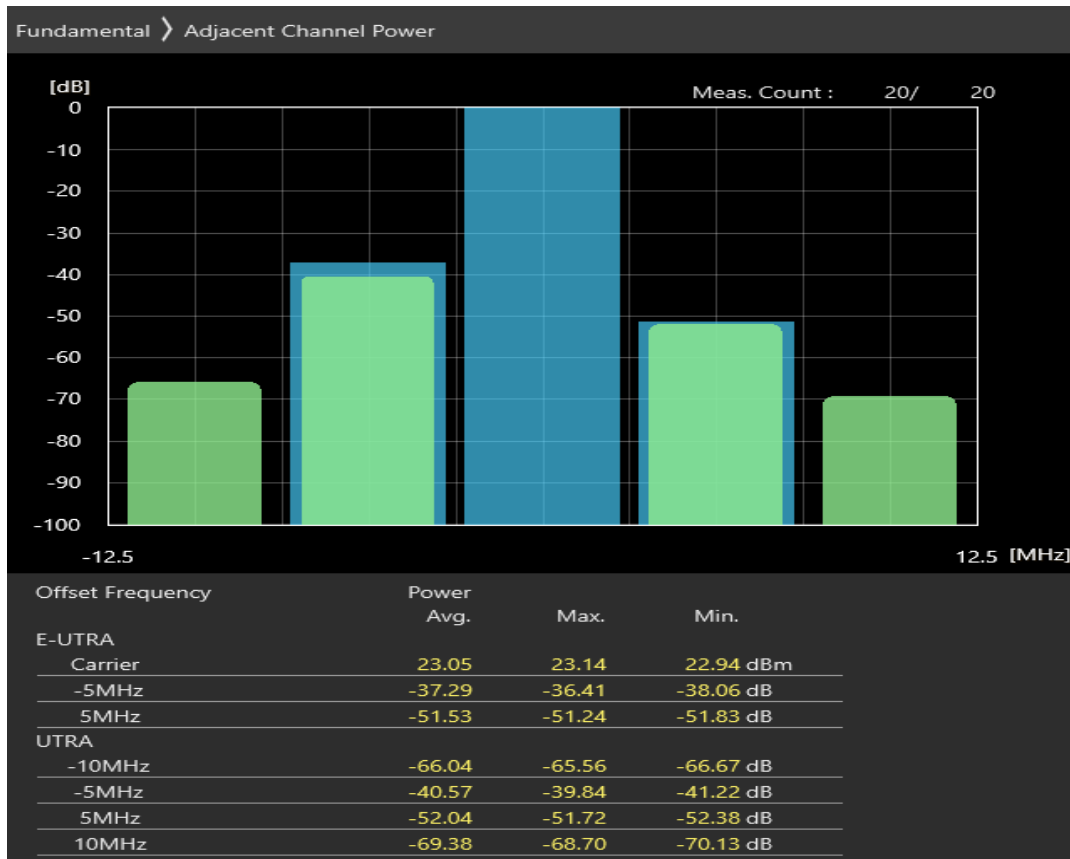 Fundamental ❯ Adjacent Channel Power
[dB]
Meas. Count : 20/ 20
0
-10
-20
-30
-40
-50
-60
-70
-80
-90
-100
-12.5 12.5 [MHz]
Offset Frequency Power
Avg. Max. Min.
E-UTRA
Carrier 23.05 23.14 22.94 dBm
-5MHz -37.29 -36.41 -38.06 dB
5MHz -51.53 -51.24 -51.83 dB
UTRA
-10MHz -66.04 -65.56 -66.67 dB
-5MHz -40.57 -39.84 -41.22 dB
5MHz -52.04 -51.72 -52.38 dB
10MHz -69.38 -68.70 -70.13 dB